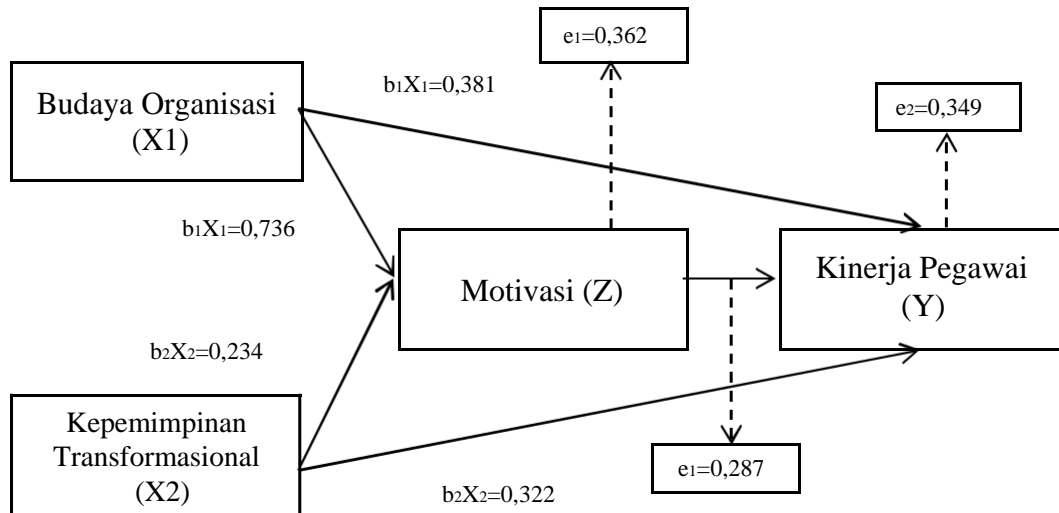 e₁=0,362
b₁X₁=0,381
Budaya Organisasi
(X1)
e₂=0,349
b₁X₁=0,736
Motivasi (Z)
Kinerja Pegawai
(Y)
b₂X₂=0,234
Kepemimpinan
Transformasional
(X2)
e₁=0,287
b₂X₂=0,322